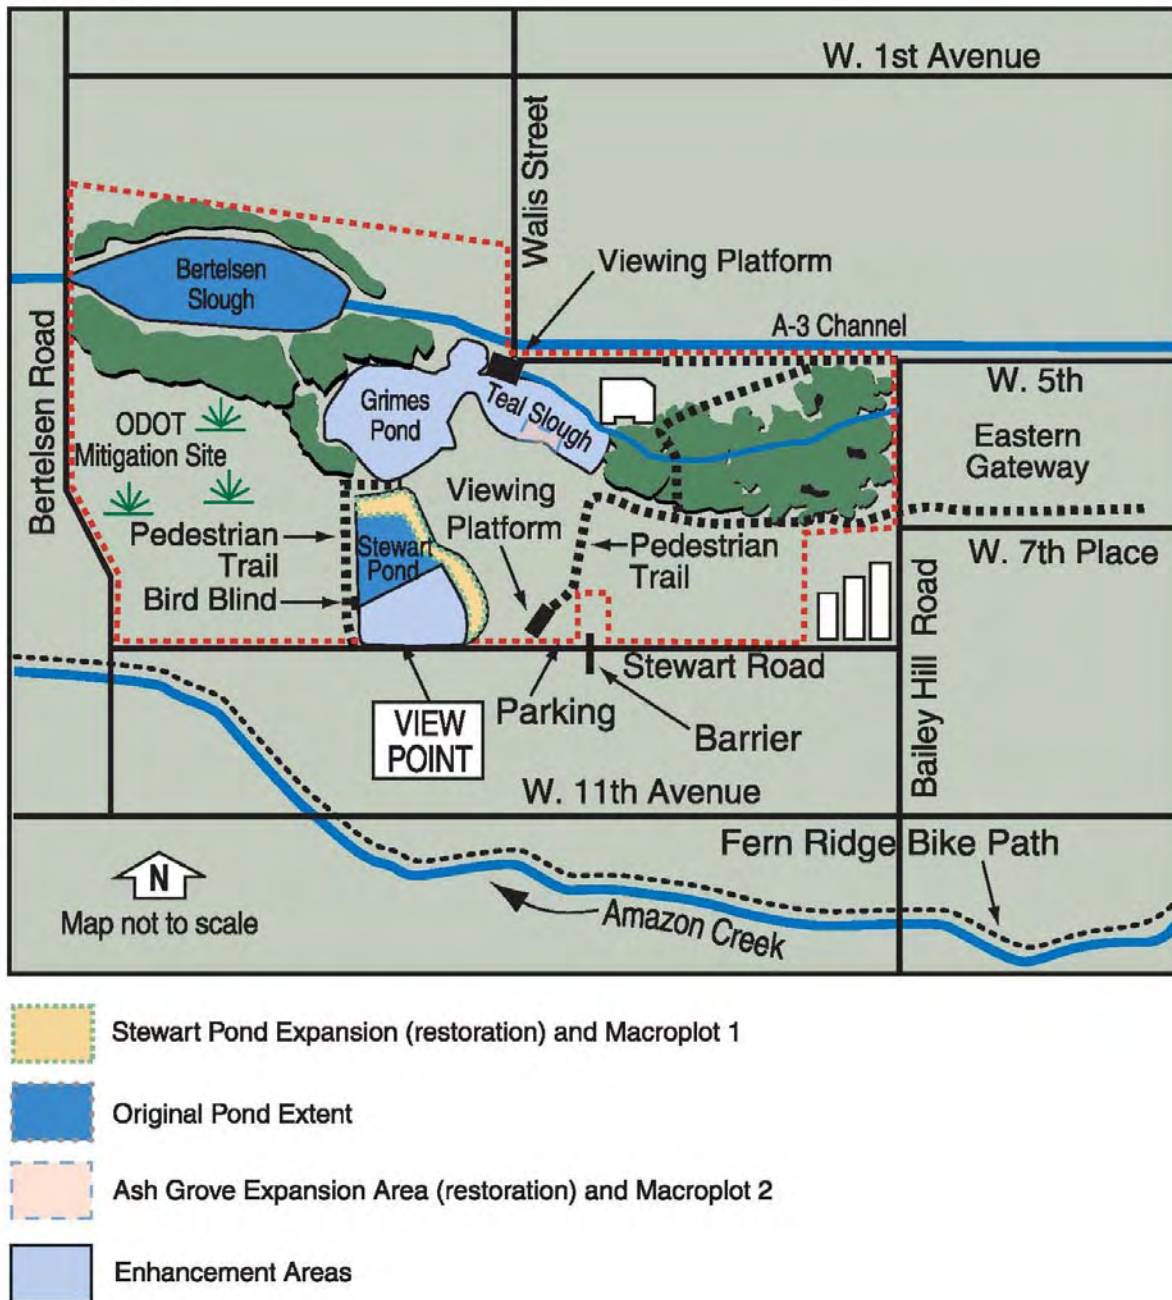 W. 1st Avenue
Walis Street
Viewing Platform
Bertelsen
Slough
A-3 Channel
W. 5th
Eastern
Gateway
Bertelsen Road
Grimes
Pond
Teal Slough
ODOT
Mitigation Site
Viewing
Platform
Pedestrian
Trail
Stewart
Pond
Pedestrian
Trail
W. 7th Place
Bird Blind
Bailey Hill Road
Stewart Road
Parking
VIEW
POINT
Barrier
W. 11th Avenue
Fern Ridge Bike Path
N
Map not to scale
Amazon Creek
Stewart Pond Expansion (restoration) and Macroplot 1
Original Pond Extent
Ash Grove Expansion Area (restoration) and Macroplot 2
Enhancement Areas